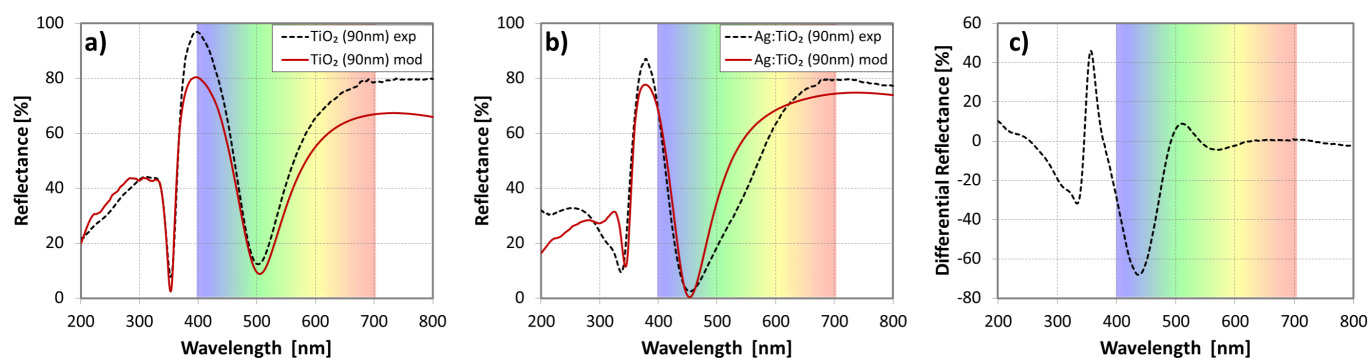 a)
TiO₂ (90nm) exp
TiO₂ (90nm) mod
Reflectance [%]
100
80
60
40
20
0
200 300 400 500 600 700 800
Wavelength [nm]
b)
Ag:TiO₂ (90nm) exp
Ag:TiO₂ (90nm) mod
Reflectance [%]
100
80
60
40
20
0
200 300 400 500 600 700 800
Wavelength [nm]
c)
Differential Reflectance [%]
60
40
20
0
-20
-40
-60
-80
200 300 400 500 600 700 800
Wavelength [nm]